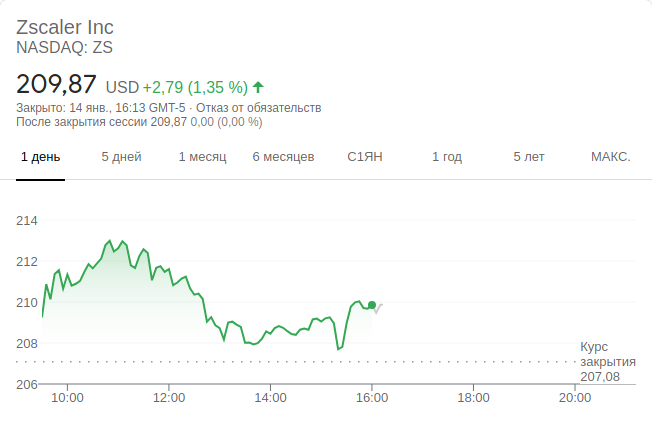 Zscaler Inc
NASDAQ: ZS
209,87 USD +2,79 (1,35 %)
Закрыто: 14 янв., 16:13 GMT-5 · Отказ от обязательств
После закрытия сессии 209,87 0,00 (0,00 %)
1 день 5 дней 1 месяц 6 месяцев С1ЯН 1 год 5 лет МАКС.
214
212
210
208
206
Курс
закрытия
207,08
10:00 12:00 14:00 16:00 18:00 20:00